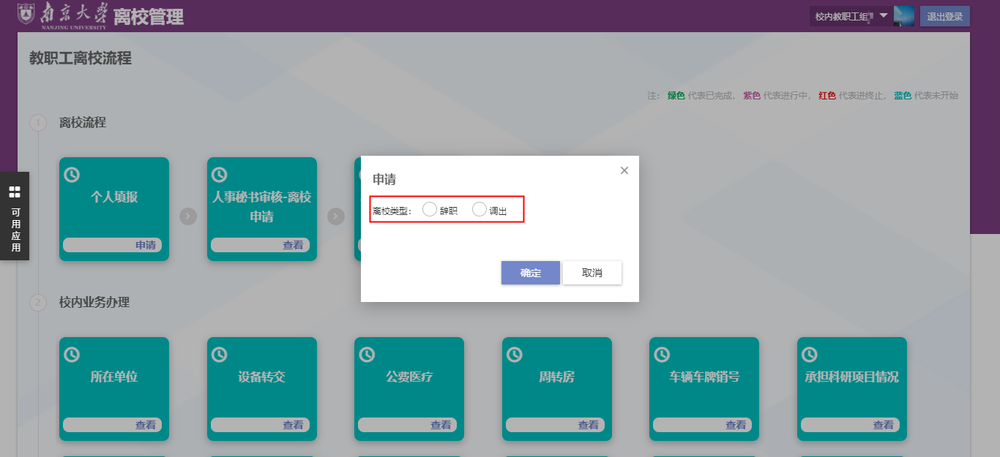 南京大学
NANJING UNIVERSITY
离校管理
校内教职工组
退出登录
教职工离校流程
注： 绿色 代表已完成， 紫色 代表进行中， 红色 代表进终止， 蓝色 代表未开始
1
离校流程
个人填报
申请
人事秘书审核-离校
申请
查看
可用应用
申请
离校类型： 辞职 调出
确定
取消
2
校内业务办理
所在单位
查看
设备转交
查看
公费医疗
查看
周转房
查看
车辆车牌销号
查看
承担科研项目情况
查看